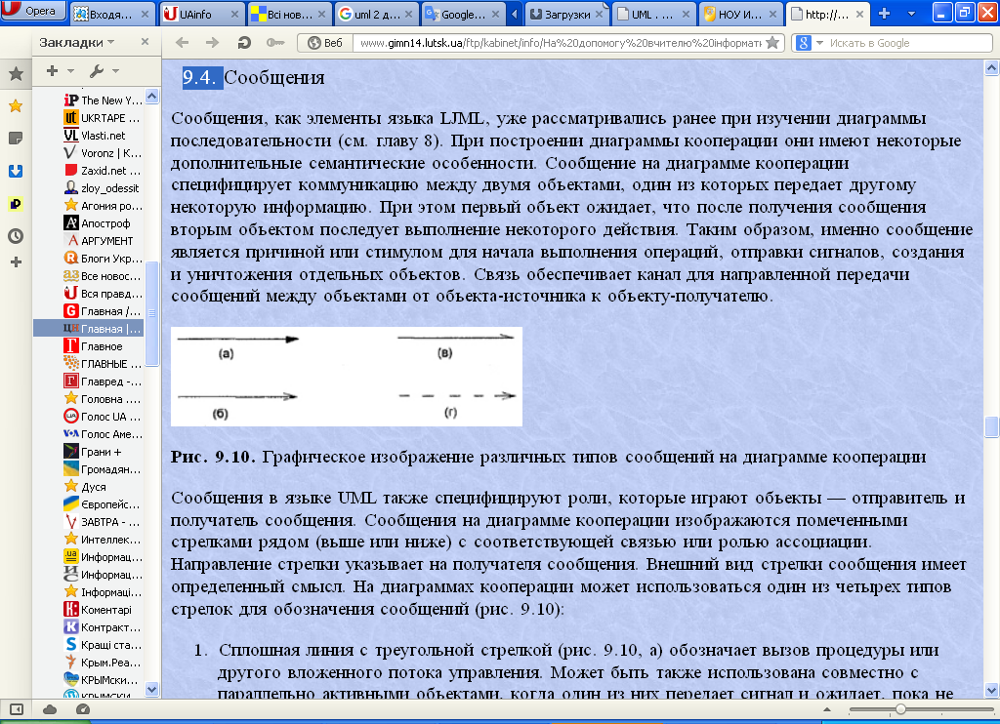 Opera
Входя...
UAinfo
Всі нов...
uml 2 д...
Google...
Загрузки
UML . ...
НОУ И...
http://...
Закладки
Веб
www.gimn14.lutsk.ua/ftp/kabinet/info/На%20допомогу%20вчителю%20інформати
Искать в Google
The New Y...
UKRTAPE ...
Vlasti.net
Voronz | К...
Zaxid.net ...
zloy_odessit
Агония ро...
Апостроф
АРГУМЕНТ
Блоги Укр...
Все новос...
Вся правд...
Главная /...
Главная |...
Главное
ГЛАВНЫЕ ...
Главред -...
Головна ...
Голос UA ...
Голос Аме...
Грани +
Громадян...
Дуся
Європейс...
ЗАВТРА - ...
Интеллек...
Информац...
Информац...
Інформаці...
Коментарі
Контракт...
Кращі ста...
Крым.Реа...
КРЫМски...
КРЫМСКИ...
9.4. Сообщения
Сообщения, как элементы языка LJML, уже рассматривались ранее при изучении диаграммы
последовательности (см. главу 8). При построении диаграммы кооперации они имеют некоторые
дополнительные семантические особенности. Сообщение на диаграмме кооперации
специфицирует коммуникацию между двумя объектами, один из которых передает другому
некоторую информацию. При этом первый объект ожидает, что после получения сообщения
вторым объектом последует выполнение некоторого действия. Таким образом, именно сообщение
является причиной или стимулом для начала выполнения операций, отправки сигналов, создания
и уничтожения отдельных объектов. Связь обеспечивает канал для направленной передачи
сообщений между объектами от объекта-источника к объекту-получателю.
(а)
(в)
(б)
(г)
Рис. 9.10. Графическое изображение различных типов сообщений на диаграмме кооперации
Сообщения в языке UML также специфицируют роли, которые играют объекты — отправитель и
получатель сообщения. Сообщения на диаграмме кооперации изображаются помеченными
стрелками рядом (выше или ниже) с соответствующей связью или ролью ассоциации.
Направление стрелки указывает на получателя сообщения. Внешний вид стрелки сообщения имеет
определенный смысл. На диаграммах кооперации может использоваться один из четырех типов
стрелок для обозначения сообщений (рис. 9.10):
1. Сплошная линия с треугольной стрелкой (рис. 9.10, а) обозначает вызов процедуры или
другого вложенного потока управления. Может быть также использована совместно с
параллельно активными объектами, когда один из них передает сигнал и ожидает, пока не